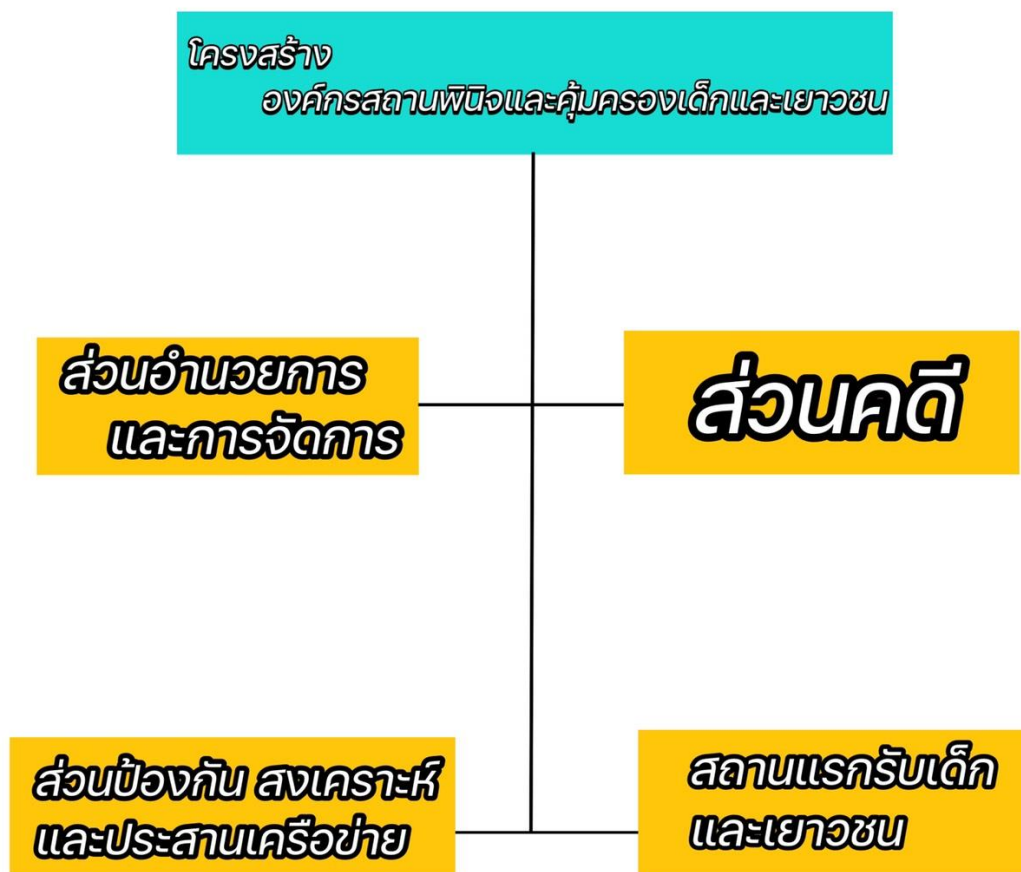 โครงสร้าง
องค์กรสถานพินิจและคุ้มครองเด็กและเยาวชน
ส่วนอำนวยการ
และการจัดการ
ส่วนคดี
ส่วนป้องกัน สงเคราะห์
และประสานเครือข่าย
สถานแรกรับเด็ก
และเยาวชน